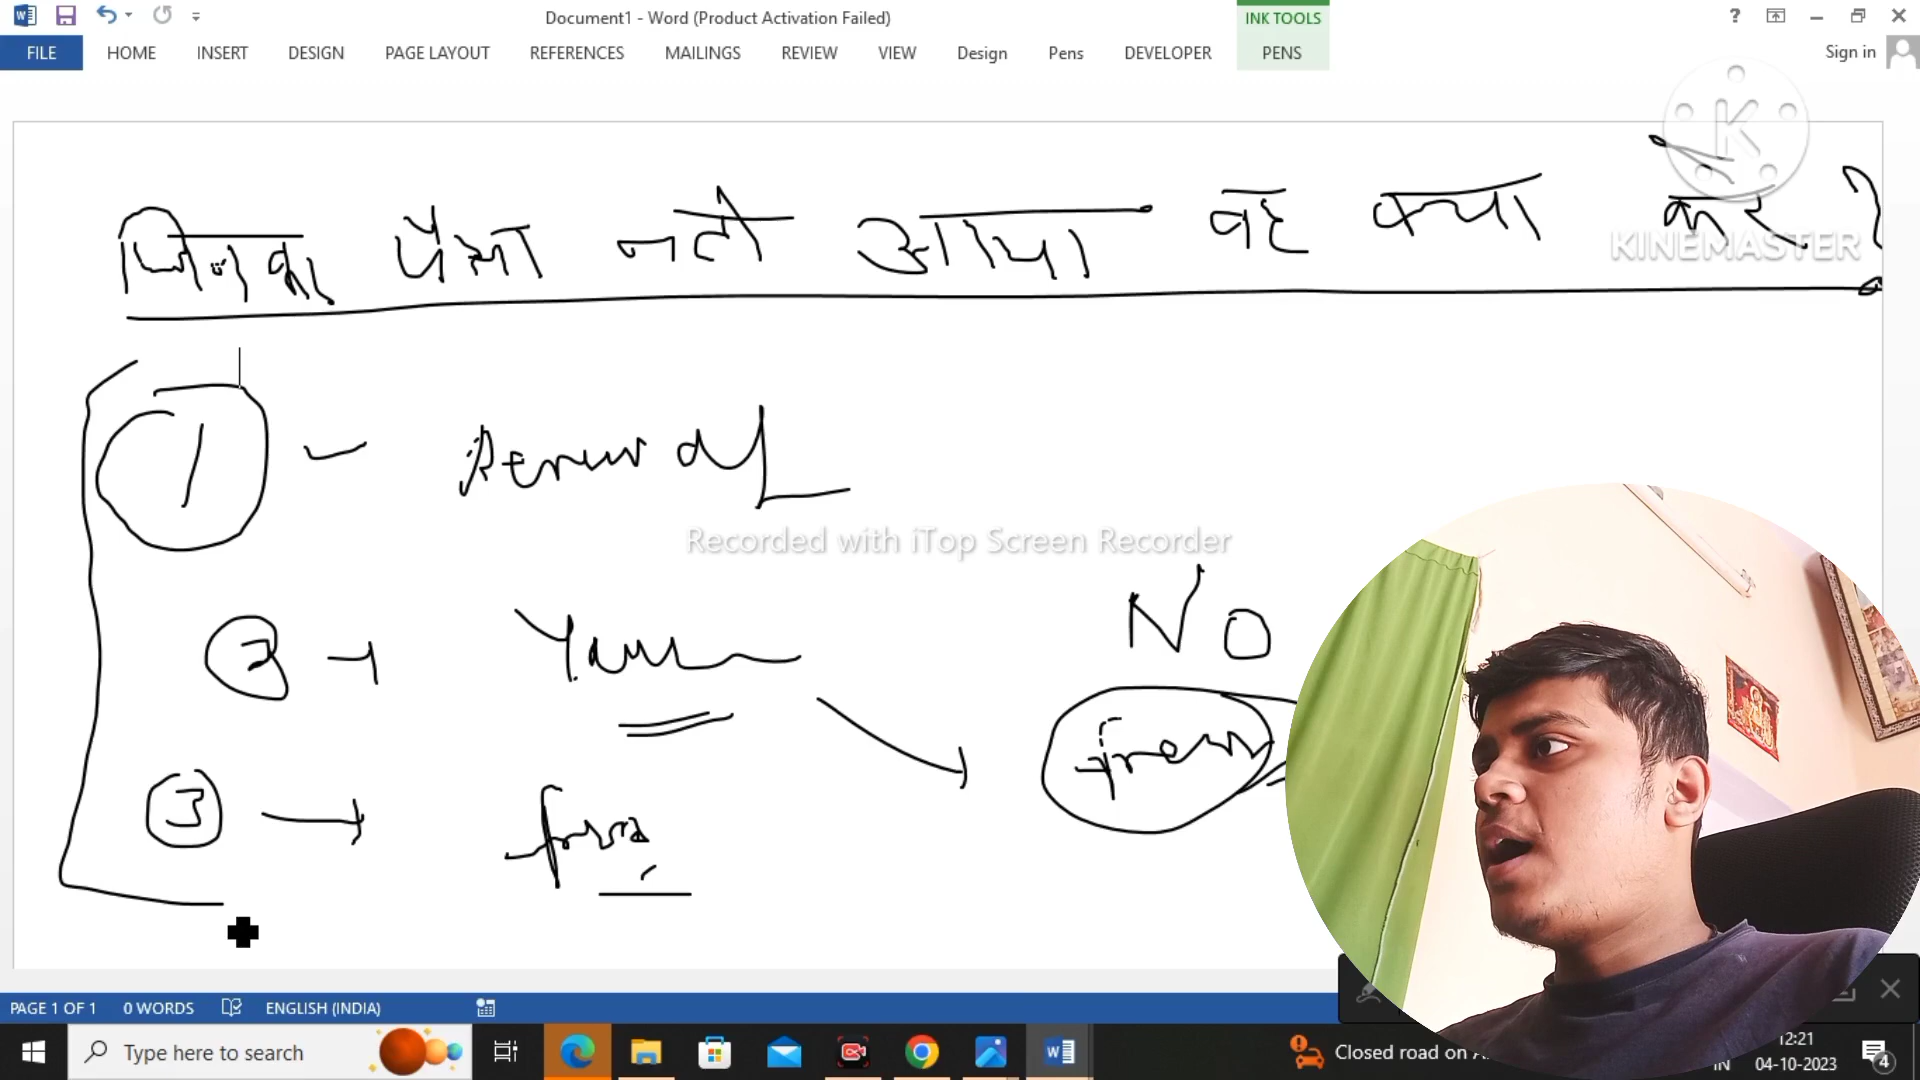 Document1 - Word (Product Activation Failed)
INK TOOLS
FILE HOME INSERT DESIGN PAGE LAYOUT REFERENCES MAILINGS REVIEW VIEW Design Pens DEVELOPER PENS
Sign in
K
KINEMASTER
जिनका पैसा नही आया वह क्या करे ?
1 - Renewal
Recorded with iTop Screen Recorder
NO
2
3 →
PAGE 1 OF 1 0 WORDS ENGLISH (INDIA)
Type here to search
Closed road on
12:21
IN 04-10-2023 4